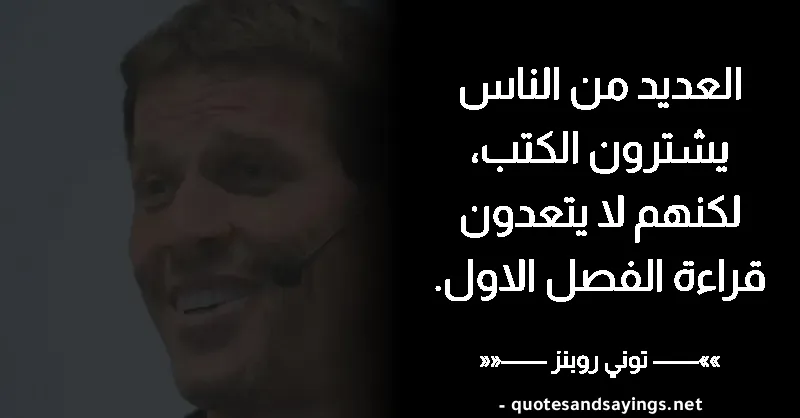 العديد من الناس
يشترون الكتب،
لكنهم لا يتعدون
قراءة الفصل الاول.
»»—— توني روبنز ——««
- quotesandsayings.net